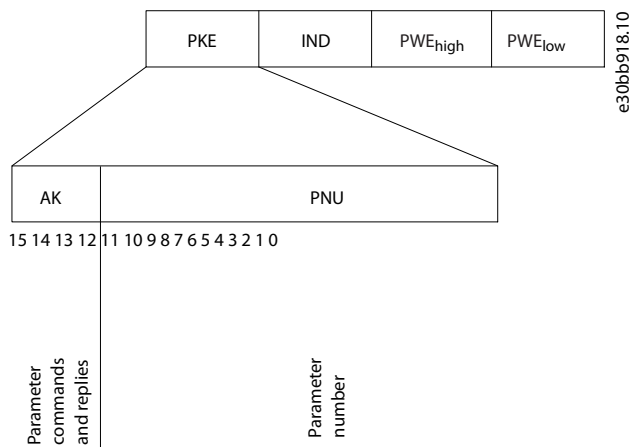 PKE IND PWEhigh PWElow
e30bb918.10
AK PNU
15 14 13 12 11 10 9 8 7 6 5 4 3 2 1 0
Parameter
commands
and replies
Parameter
number